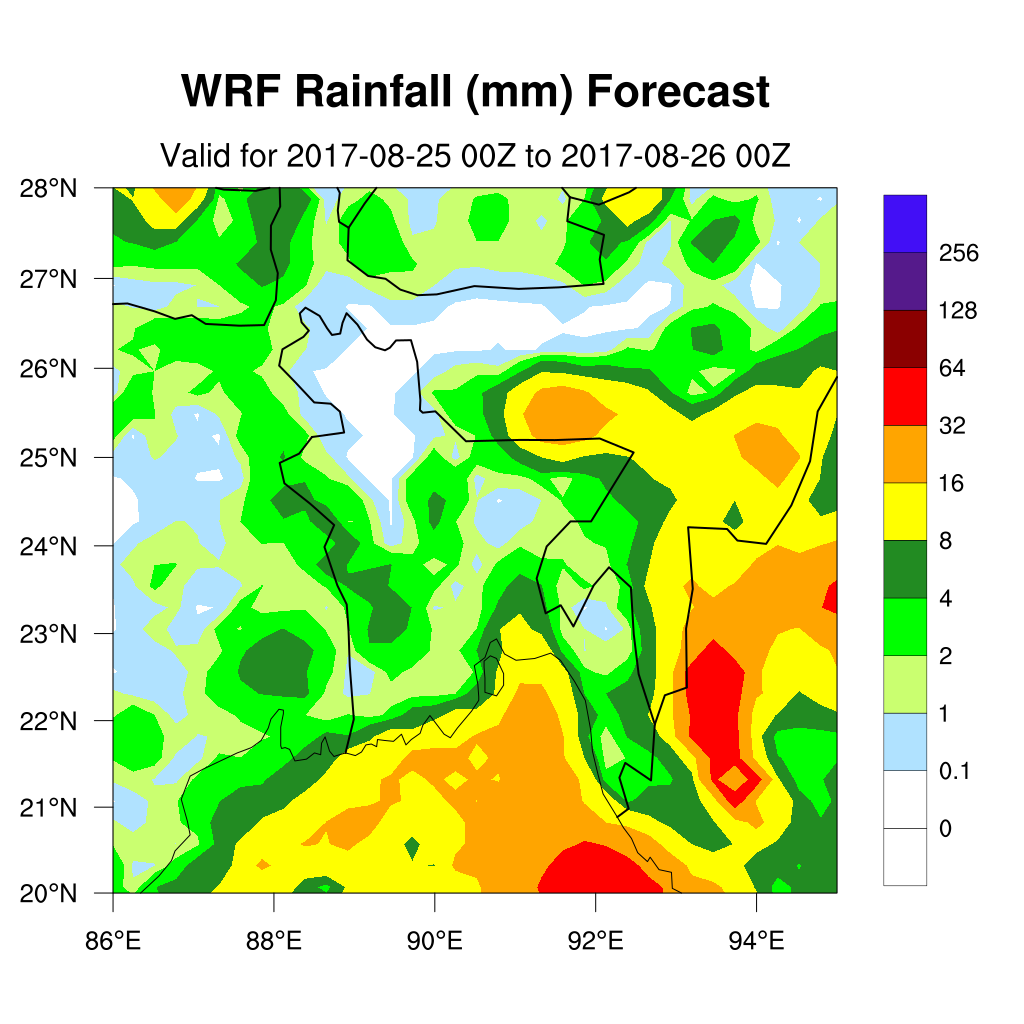 WRF Rainfall (mm) Forecast
Valid for 2017-08-25 00Z to 2017-08-26 00Z
28°N
27°N
26°N
25°N
24°N
23°N
22°N
21°N
20°N
86°E 88°E 90°E 92°E 94°E
256
128
64
32
16
8
4
2
1
0.1
0